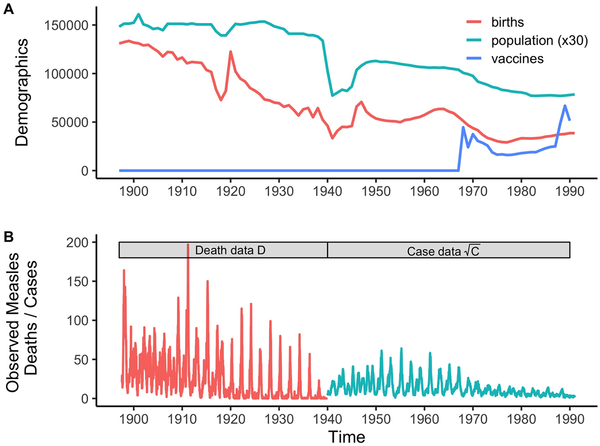 A
Demographics
150000
100000
50000
0
births
population (x30)
vaccines
1900 1910 1920 1930 1940 1950 1960 1970 1980 1990
B
Observed Measles
Deaths / Cases
200
150
100
50
0
Death data D
Case data √C
1900 1910 1920 1930 1940 1950 1960 1970 1980 1990
Time